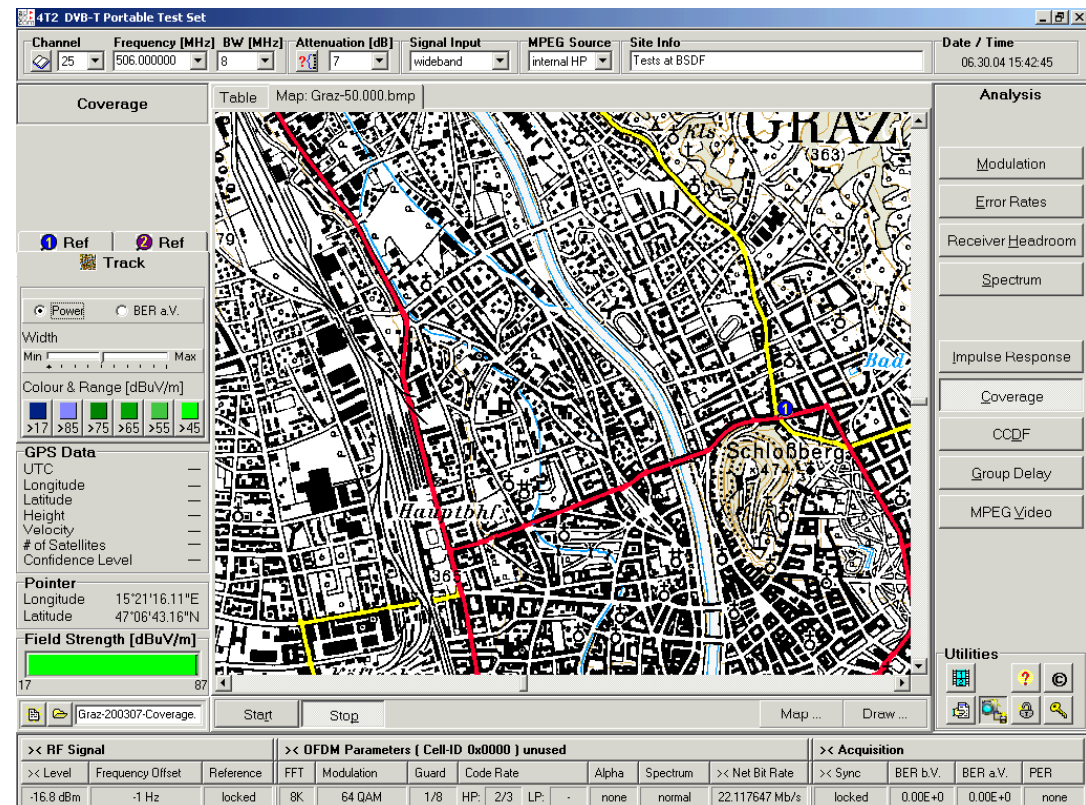 4T2 DVB-T Portable Test Set
Channel Frequency [MHz] BW [MHz] Attenuation [dB] Signal Input MPEG Source Site Info Date / Time
25 506.000000 8 ?{ 7 wideband internal HP Tests at BSDF 06.30.04 15:42:45
Coverage
Table Map: Graz-50.000.bmp
Analysis
Kls. GRAZ
(363)
Modulation
Error Rates
Receiver Headroom
Spectrum
Impulse Response
Coverage
CCDF
Group Delay
MPEG Video
1 Ref 2 Ref
Track
Power BER a.V.
Width
Min Max
Colour & Range [dBuV/m]
>17 >85 >75 >65 >55 >45
79
Bad
1
Schloßberg
474
Hauptbhf.
365
GPS Data
UTC —
Longitude —
Latitude —
Height —
Velocity —
# of Satellites —
Confidence Level —
Pointer
Longitude 15°21'16.11"E
Latitude 47°06'43.16"N
Field Strength [dBuV/m]
17 87
Graz-200307-Coverage.
Start Stop Map ... Draw ...
Utilities
? ©
>< RF Signal >< OFDM Parameters ( Cell-ID 0x0000 ) unused >< Acquisition
>< Level Frequency Offset Reference FFT Modulation Guard Code Rate Alpha Spectrum >< Net Bit Rate >< Sync BER b.V. BER a.V. PER
-16.8 dBm -1 Hz locked 8K 64 QAM 1/8 HP: 2/3 LP: - none normal 22.117647 Mb/s locked 0.00E+0 0.00E+0 none